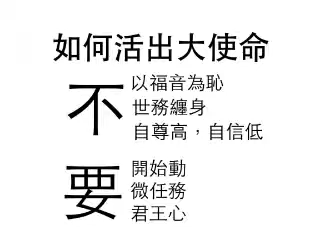 如何活出大使命
不
以福音為恥
世務纏身
自尊高，自信低
要
開始動
微任務
君王心